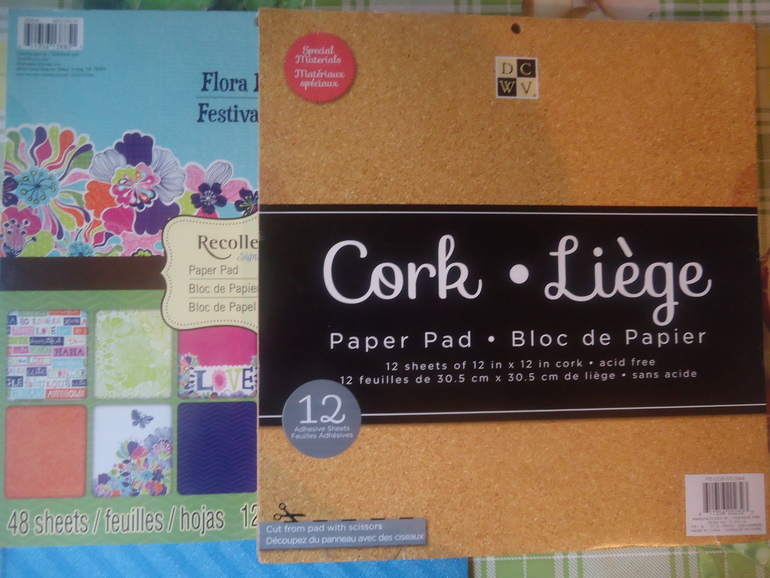 Flora
Festiva
Recolle
Paper Pad
Bloc de Papie
Bloc de Papel
LOVE
48 sheets / feuilles / hojas 12
Special
Materials
Matériaux
spéciaux
D C
W V
Cork • Liège
Paper Pad • Bloc de Papier
12 sheets of 12 in x 12 in cork • acid free
12 feuilles de 30.5 cm x 30.5 cm de liège • sans acide
12
Adhesive Sheets
Feuilles Adhésives
Cut from pad with scissors
Découpez du panneau avec des ciseaux